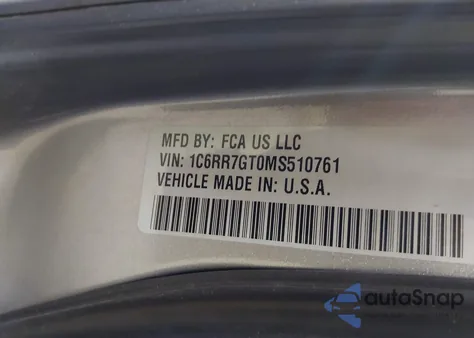 MFD BY: FCA US LLC
VIN: 1C6RR7GT0MS510761
VEHICLE MADE IN: U.S.A.
autoSnap